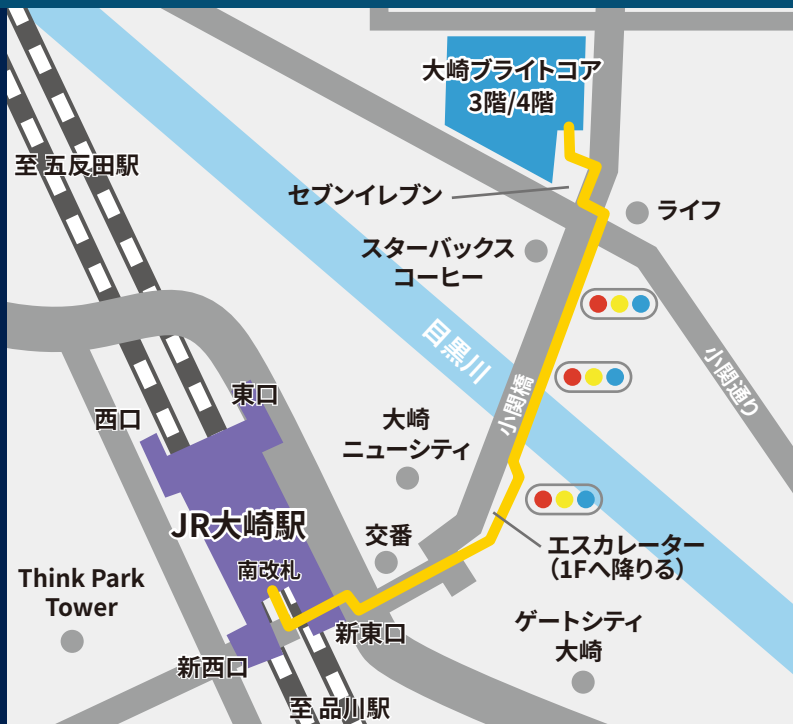 大崎ブライトコア
3階/4階
至 五反田駅
セブンイレブン
ライフ
スターバックス
コーヒー
目黒川
小関通り
小関橋
東口
西口
大崎
ニューシティ
JR大崎駅
交番
エスカレーター
（1Fへ降りる）
南改札
Think Park
Tower
新東口
ゲートシティ
大崎
新西口
至 品川駅